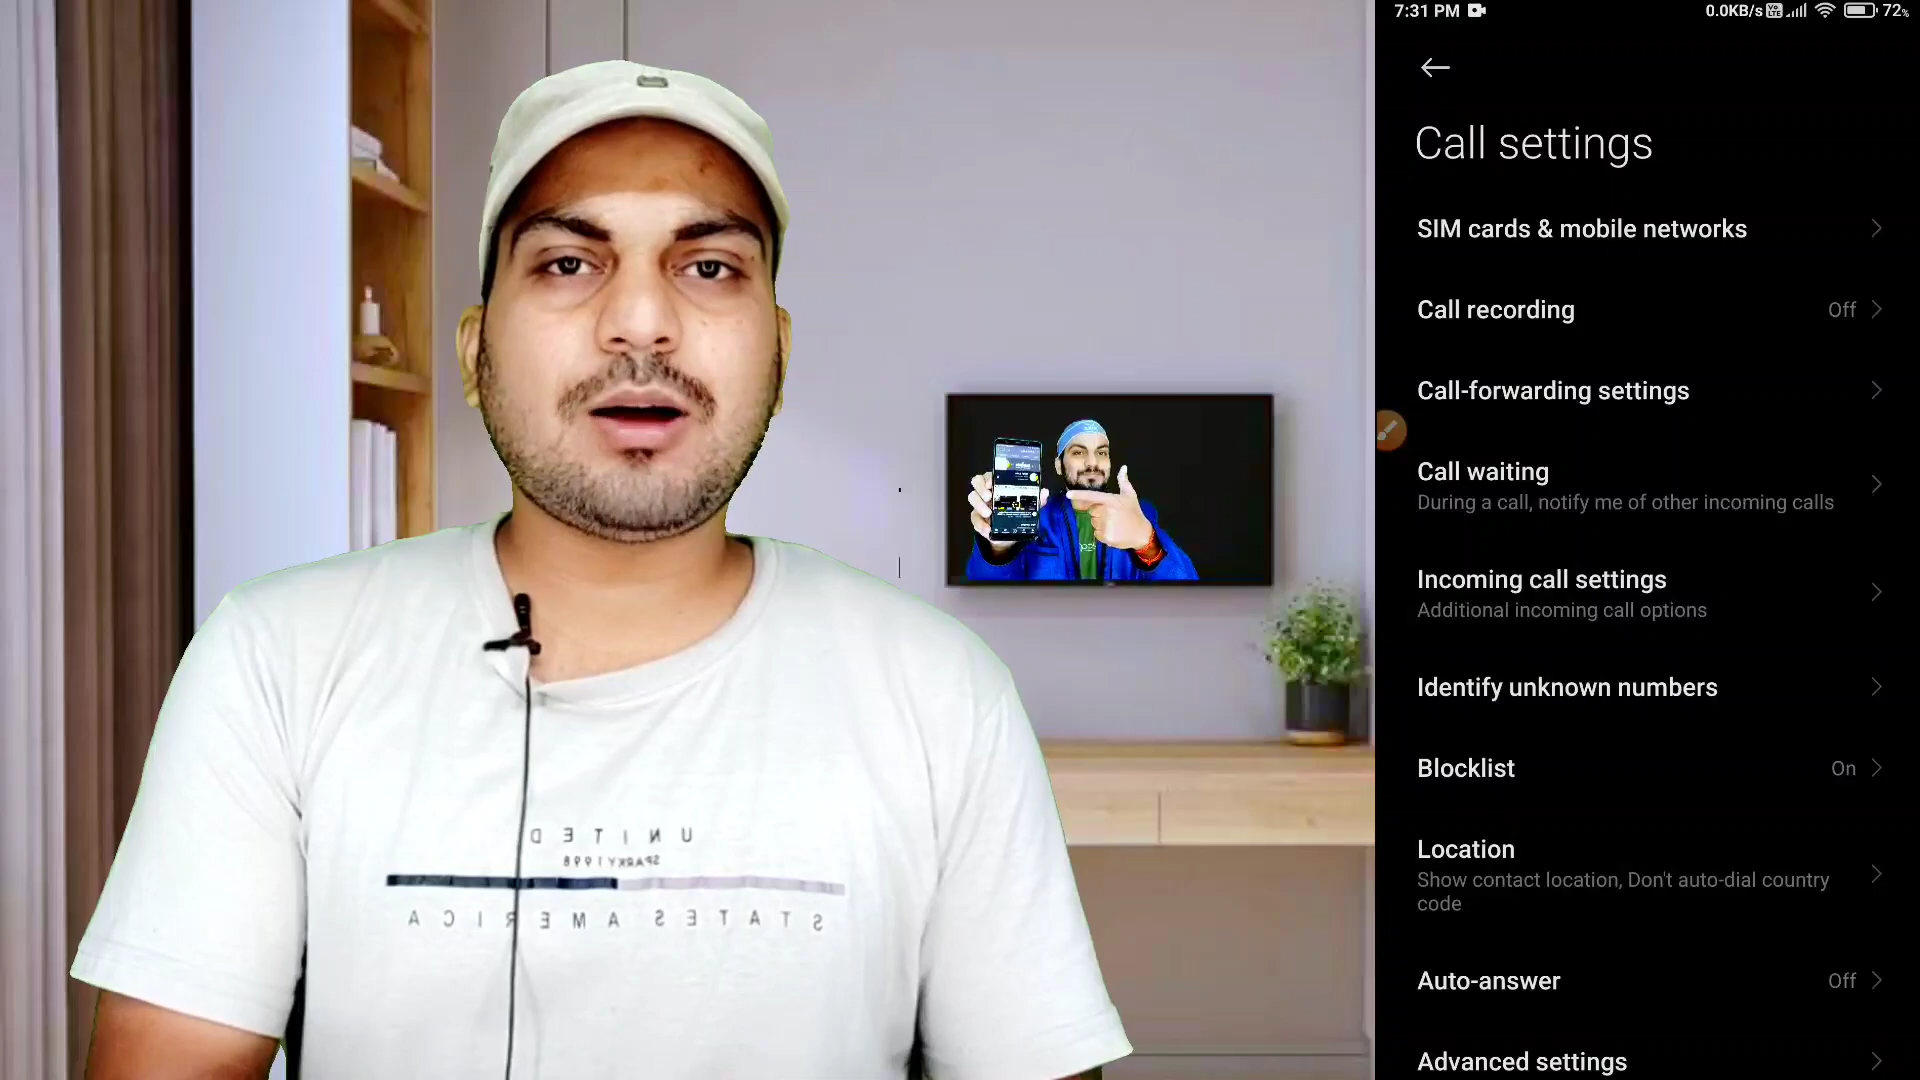 7:31 PM
0.0KB/s Vo LTE 72%
Call settings
SIM cards & mobile networks
Call recording Off
Call-forwarding settings
Call waiting
During a call, notify me of other incoming calls
Incoming call settings
Additional incoming call options
Identify unknown numbers
Blocklist On
Location
Show contact location, Don't auto-dial country
code
Auto-answer Off
Advanced settings
UNITED
SPARKY1998
STATES AMERICA